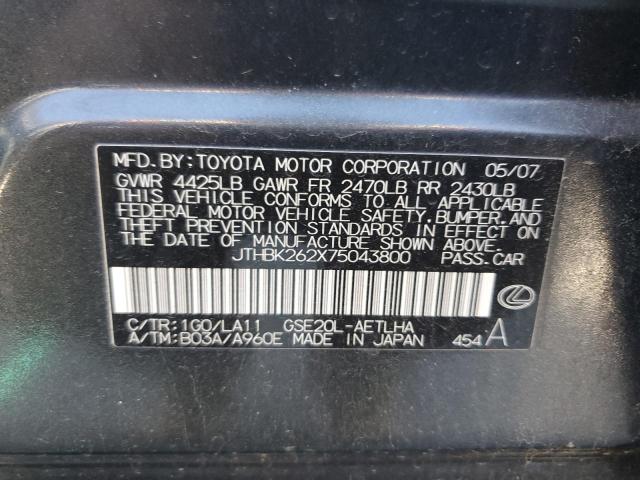 MFD.BY:TOYOTA MOTOR CORPORATION 05/07
GVWR 4425LB GAWR FR 2470LB RR 2430LB
THIS VEHICLE CONFORMS TO ALL APPLICABLE
FEDERAL MOTOR VEHICLE SAFETY,BUMPER,AND
THEFT PREVENTION STANDARDS IN EFFECT ON
THE DATE OF MANUFACTURE SHOWN ABOVE.
JTHBK262X75043800 PASS.CAR
C/TR:1G0/LA11 GSE20L-AETLHA
A/TM:B03A/A960E MADE IN JAPAN 454 A